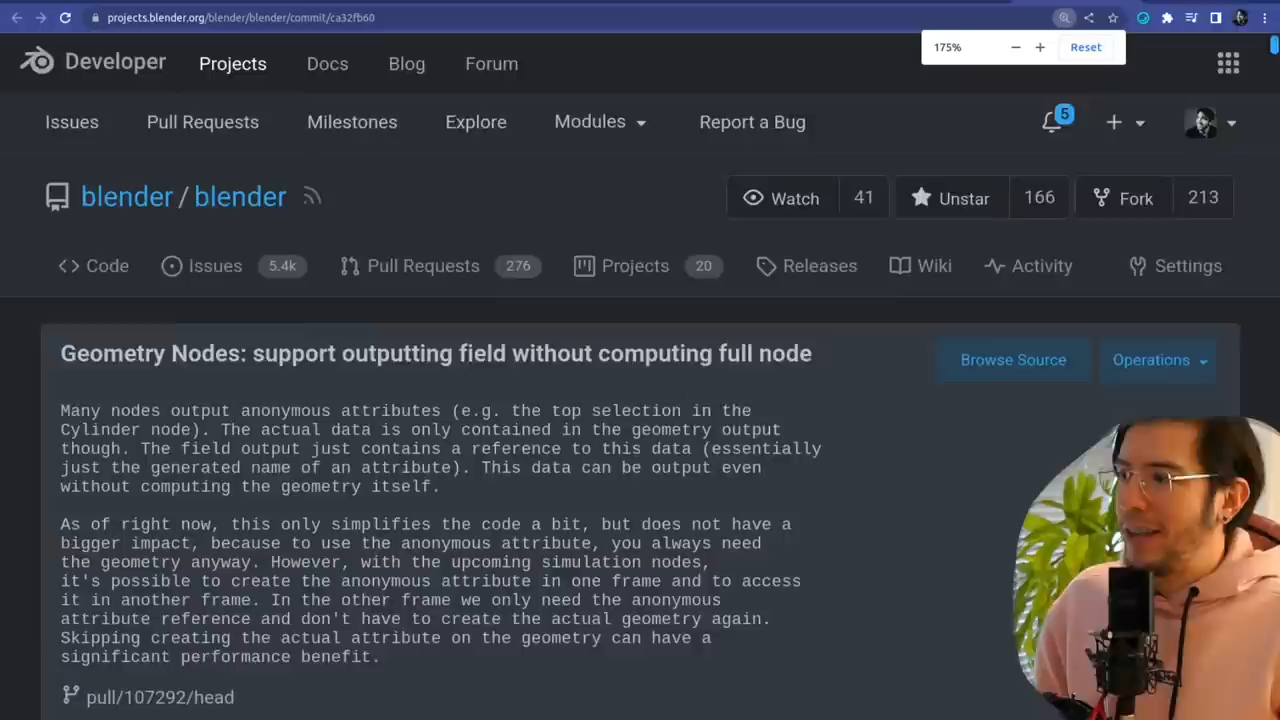 projects.blender.org/blender/blender/commit/ca32fb60
175%
Reset
Developer
Projects
Docs
Blog
Forum
Issues
Pull Requests
Milestones
Explore
Modules
Report a Bug
5
blender / blender
Watch 41
Unstar 166
Fork 213
Code
Issues 5.4k
Pull Requests 276
Projects 20
Releases
Wiki
Activity
Settings
Geometry Nodes: support outputting field without computing full node
Browse Source
Operations
Many nodes output anonymous attributes (e.g. the top selection in the
Cylinder node). The actual data is only contained in the geometry output
though. The field output just contains a reference to this data (essentially
just the generated name of an attribute). This data can be output even
without computing the geometry itself.
As of right now, this only simplifies the code a bit, but does not have a
bigger impact, because to use the anonymous attribute, you always need
the geometry anyway. However, with the upcoming simulation nodes,
it's possible to create the anonymous attribute in one frame and to access
it in another frame. In the other frame we only need the anonymous
attribute reference and don't have to create the actual geometry again.
Skipping creating the actual attribute on the geometry can have a
significant performance benefit.
pull/107292/head